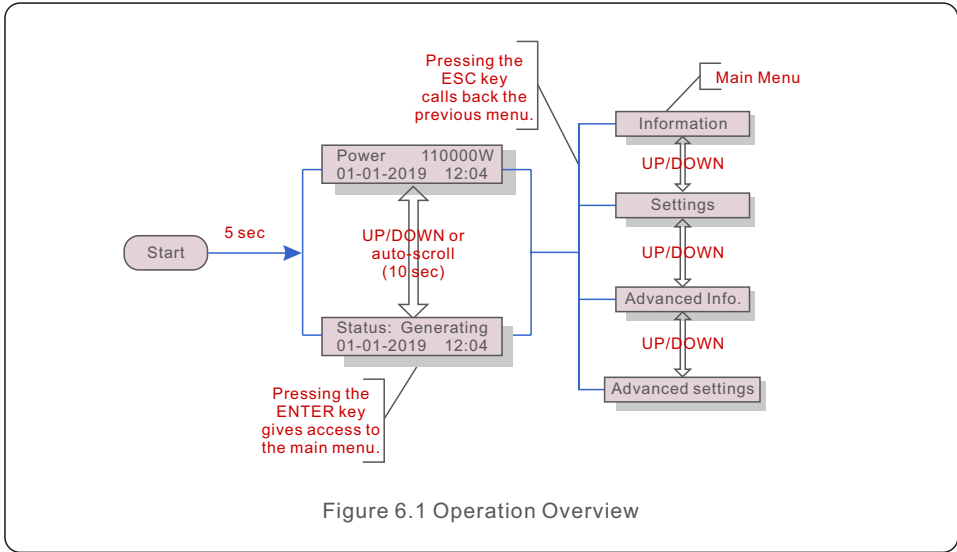 Pressing the
ESC key
calls back the
previous menu.
Main Menu
Information
UP/DOWN
Settings
UP/DOWN
Advanced Info.
UP/DOWN
Advanced settings
Power 110000W
01-01-2019 12:04
Start
5 sec
UP/DOWN or
auto-scroll
(10 sec)
Status: Generating
01-01-2019 12:04
Pressing the
ENTER key
gives access to
the main menu.
Figure 6.1 Operation Overview